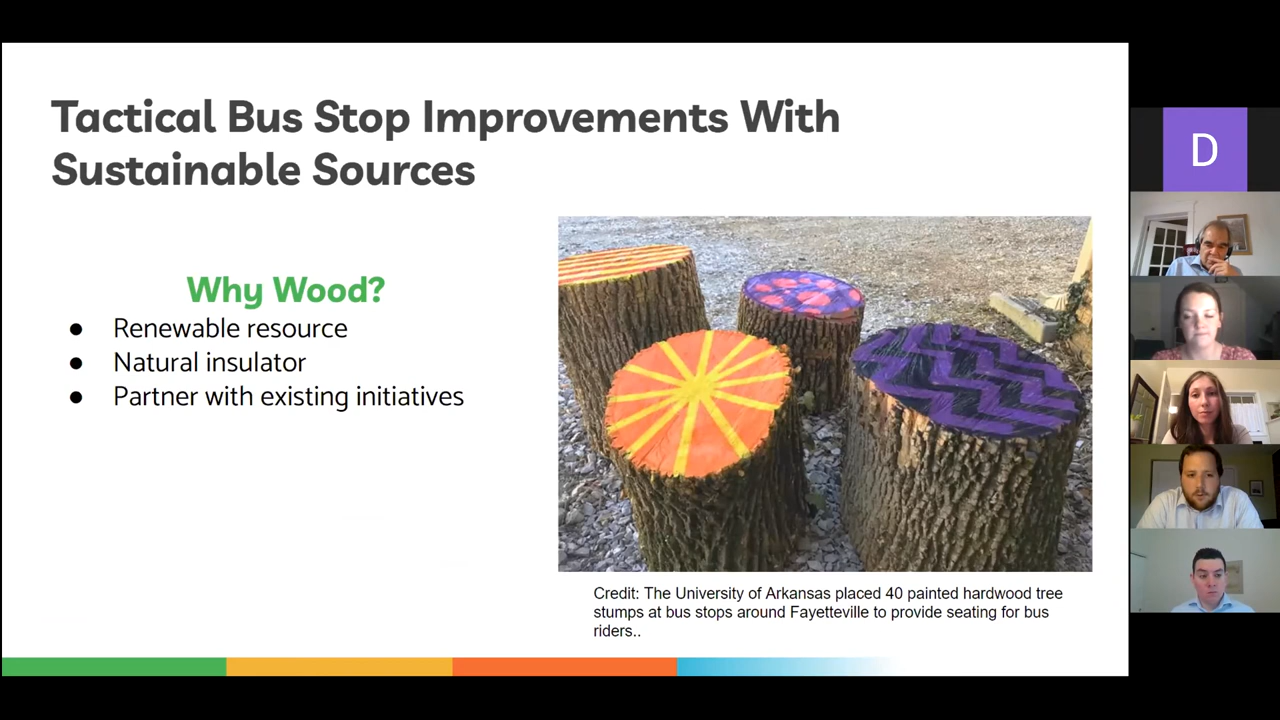 Tactical Bus Stop Improvements With
Sustainable Sources
Why Wood?
● Renewable resource
● Natural insulator
● Partner with existing initiatives
Credit: The University of Arkansas placed 40 painted hardwood tree
stumps at bus stops around Fayetteville to provide seating for bus
riders..
D